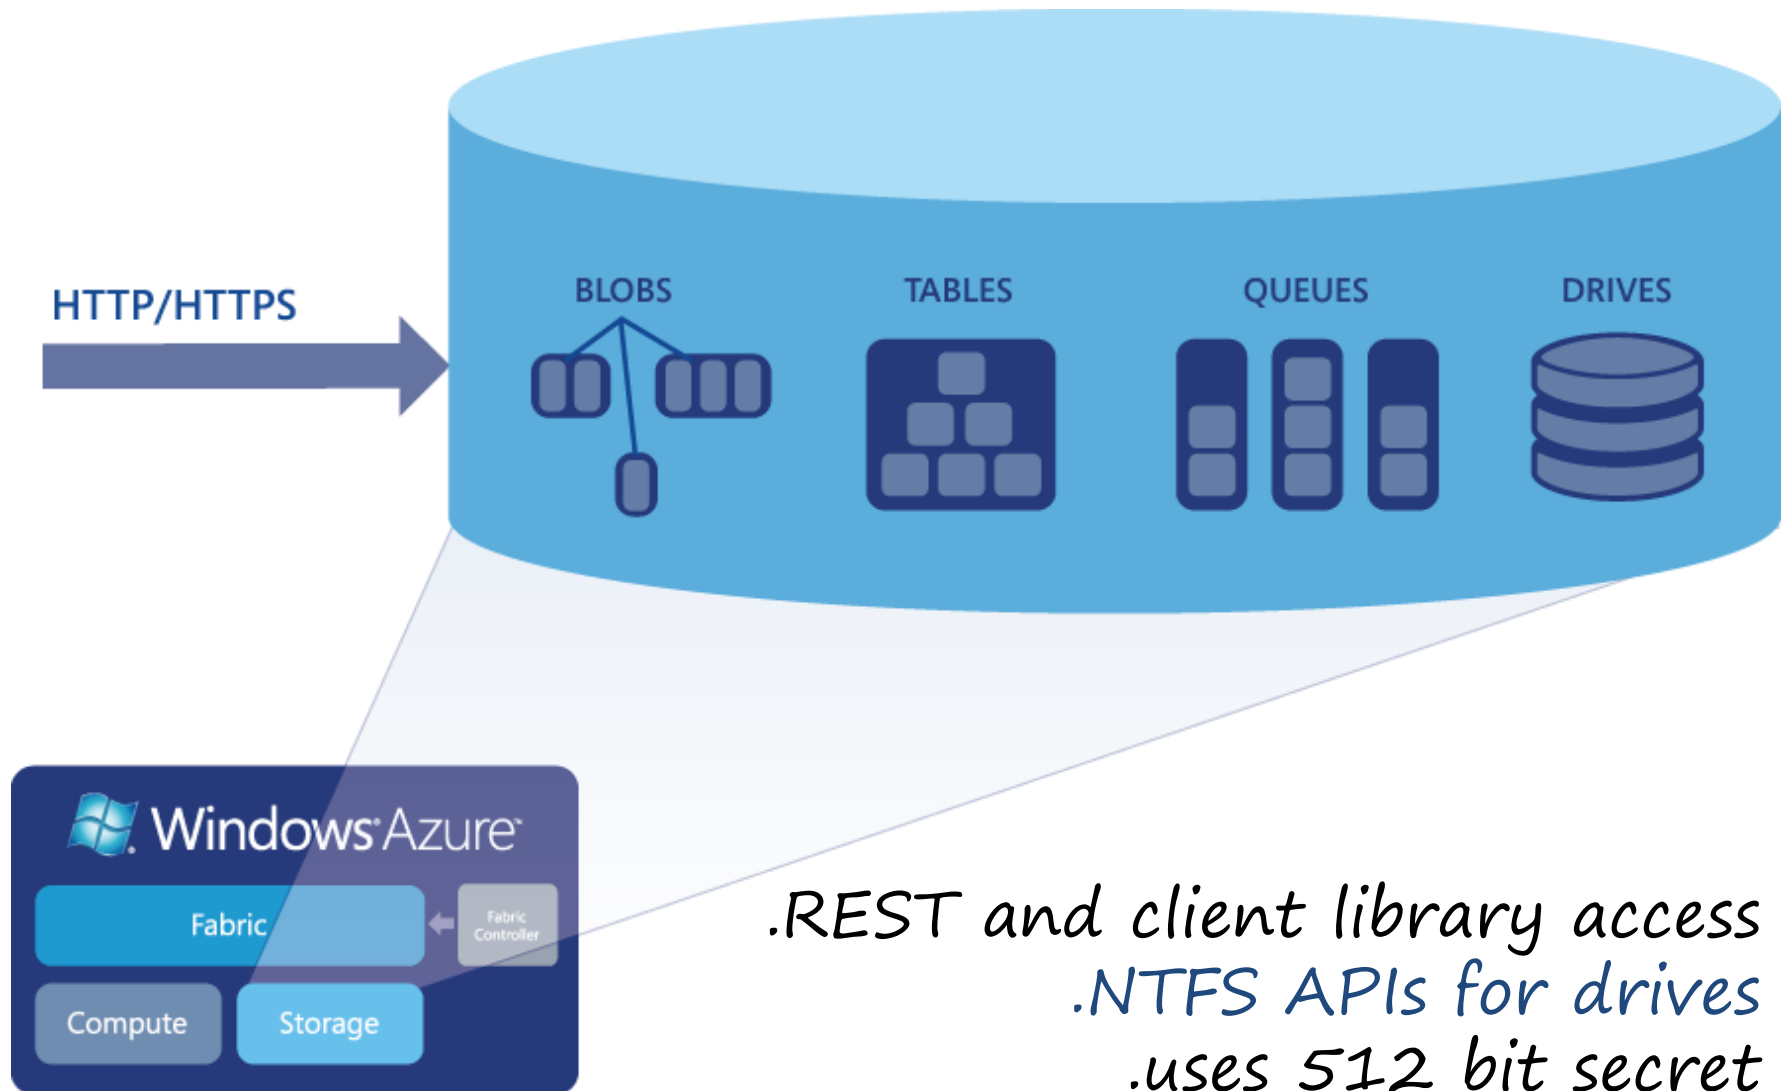 BLOBS TABLES QUEUES DRIVES
HTTP/HTTPS
Windows® Azure™
Fabric
Fabric
Controller
Compute
Storage
.REST and client library access
.NTFS APIs for drives
.uses 512 bit secret